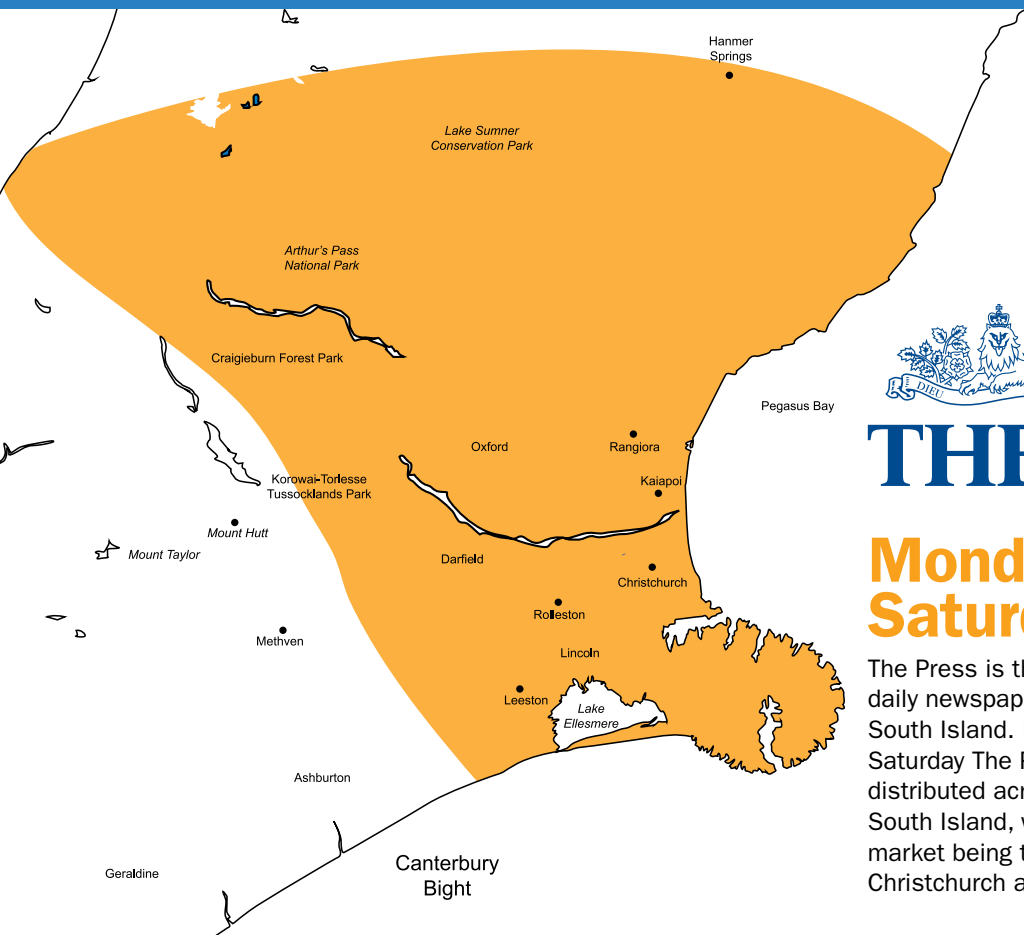 Hanmer
Springs
Lake Sumner
Conservation Park
Arthur's Pass
National Park
Craigieburn Forest Park
Pegasus Bay
Oxford
Rangiora
Kaiapoi
Korowai-Torlesse
Tussocklands Park
Mount Hutt
Mount Taylor
Darfield
Christchurch
Rolleston
Methven
Lincoln
Leeston
Lake
Ellesmere
Ashburton
Geraldine
Canterbury
Bight
DIEU
THE
Mond
Satur
The Press is th
daily newspap
South Island.
Saturday The P
distributed acr
South Island, w
market being t
Christchurch a